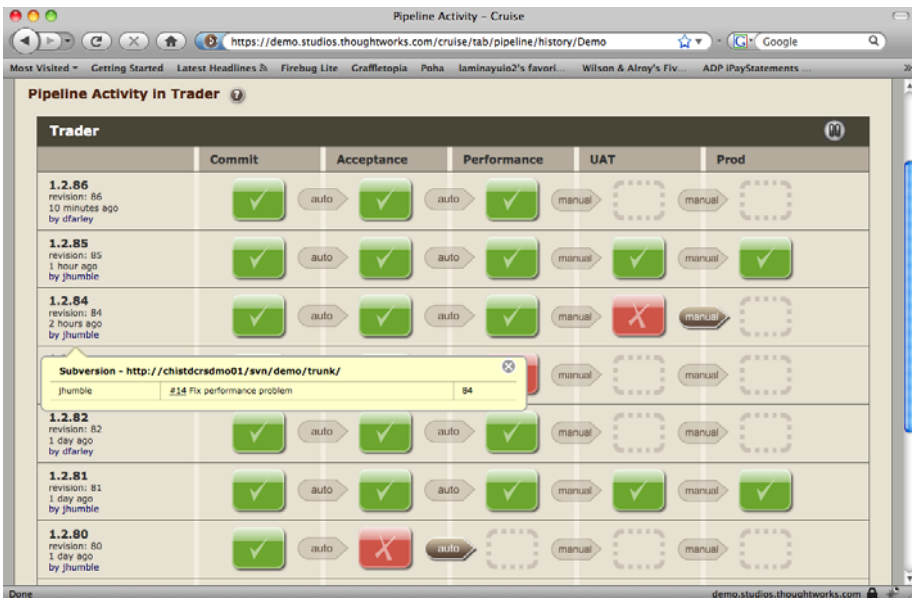 Pipeline Activity – Cruise
https://demo.studios.thoughtworks.com/cruise/tab/pipeline/history/Demo
Google
Most Visited Getting Started Latest Headlines Firebug Lite Graffletopia Poha laminayulo2's favori... Wilson & Alroy's Fiv... ADP iPayStatements ...
Pipeline Activity in Trader ?
Trader
Commit Acceptance Performance UAT Prod
1.2.86
revision: 86
10 minutes ago
by dfarley
auto auto manual manual
1.2.85
revision: 85
1 hour ago
by jhumble
auto auto manual manual
1.2.84
revision: 84
2 hours ago
by jhumble
auto auto manual manual
Subversion - http://chistdcrsdmo01/svn/demo/trunk/
jhumble #14 Fix performance problem 84
manual manual
1.2.82
revision: 82
1 day ago
by dfarley
auto auto manual manual
1.2.81
revision: 81
1 day ago
by jhumble
auto auto manual manual
1.2.80
revision: 80
1 day ago
by jhumble
auto auto manual manual
Done
demo.studios.thoughtworks.com